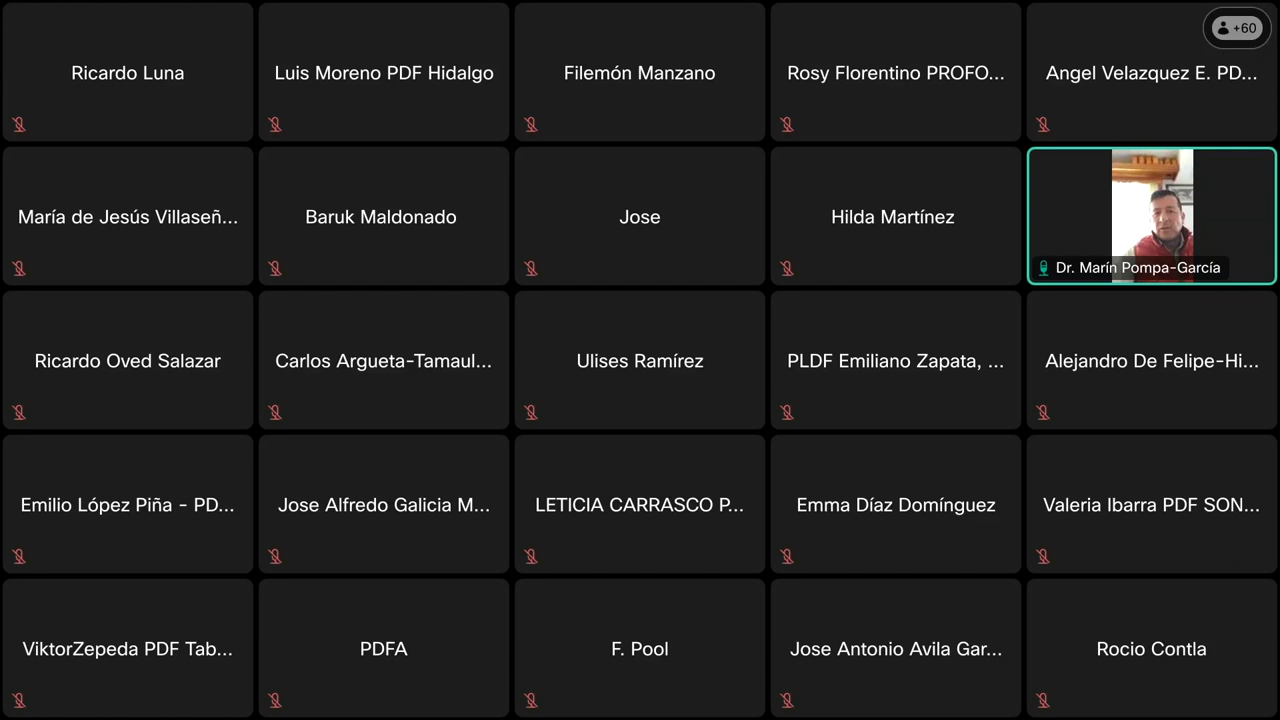 +60
Ricardo Luna
Luis Moreno PDF Hidalgo
Filemón Manzano
Rosy Florentino PROFO...
Angel Velazquez E. PD...
María de Jesús Villaseñ...
Baruk Maldonado
Jose
Hilda Martínez
Dr. Marín Pompa-García
Ricardo Oved Salazar
Carlos Argueta-Tamaul...
Ulises Ramírez
PLDF Emiliano Zapata, ...
Alejandro De Felipe-Hi...
Emilio López Piña - PD...
Jose Alfredo Galicia M...
LETICIA CARRASCO P...
Emma Díaz Domínguez
Valeria Ibarra PDF SON...
ViktorZepeda PDF Tab...
PDFA
F. Pool
Jose Antonio Avila Gar...
Rocio Contla